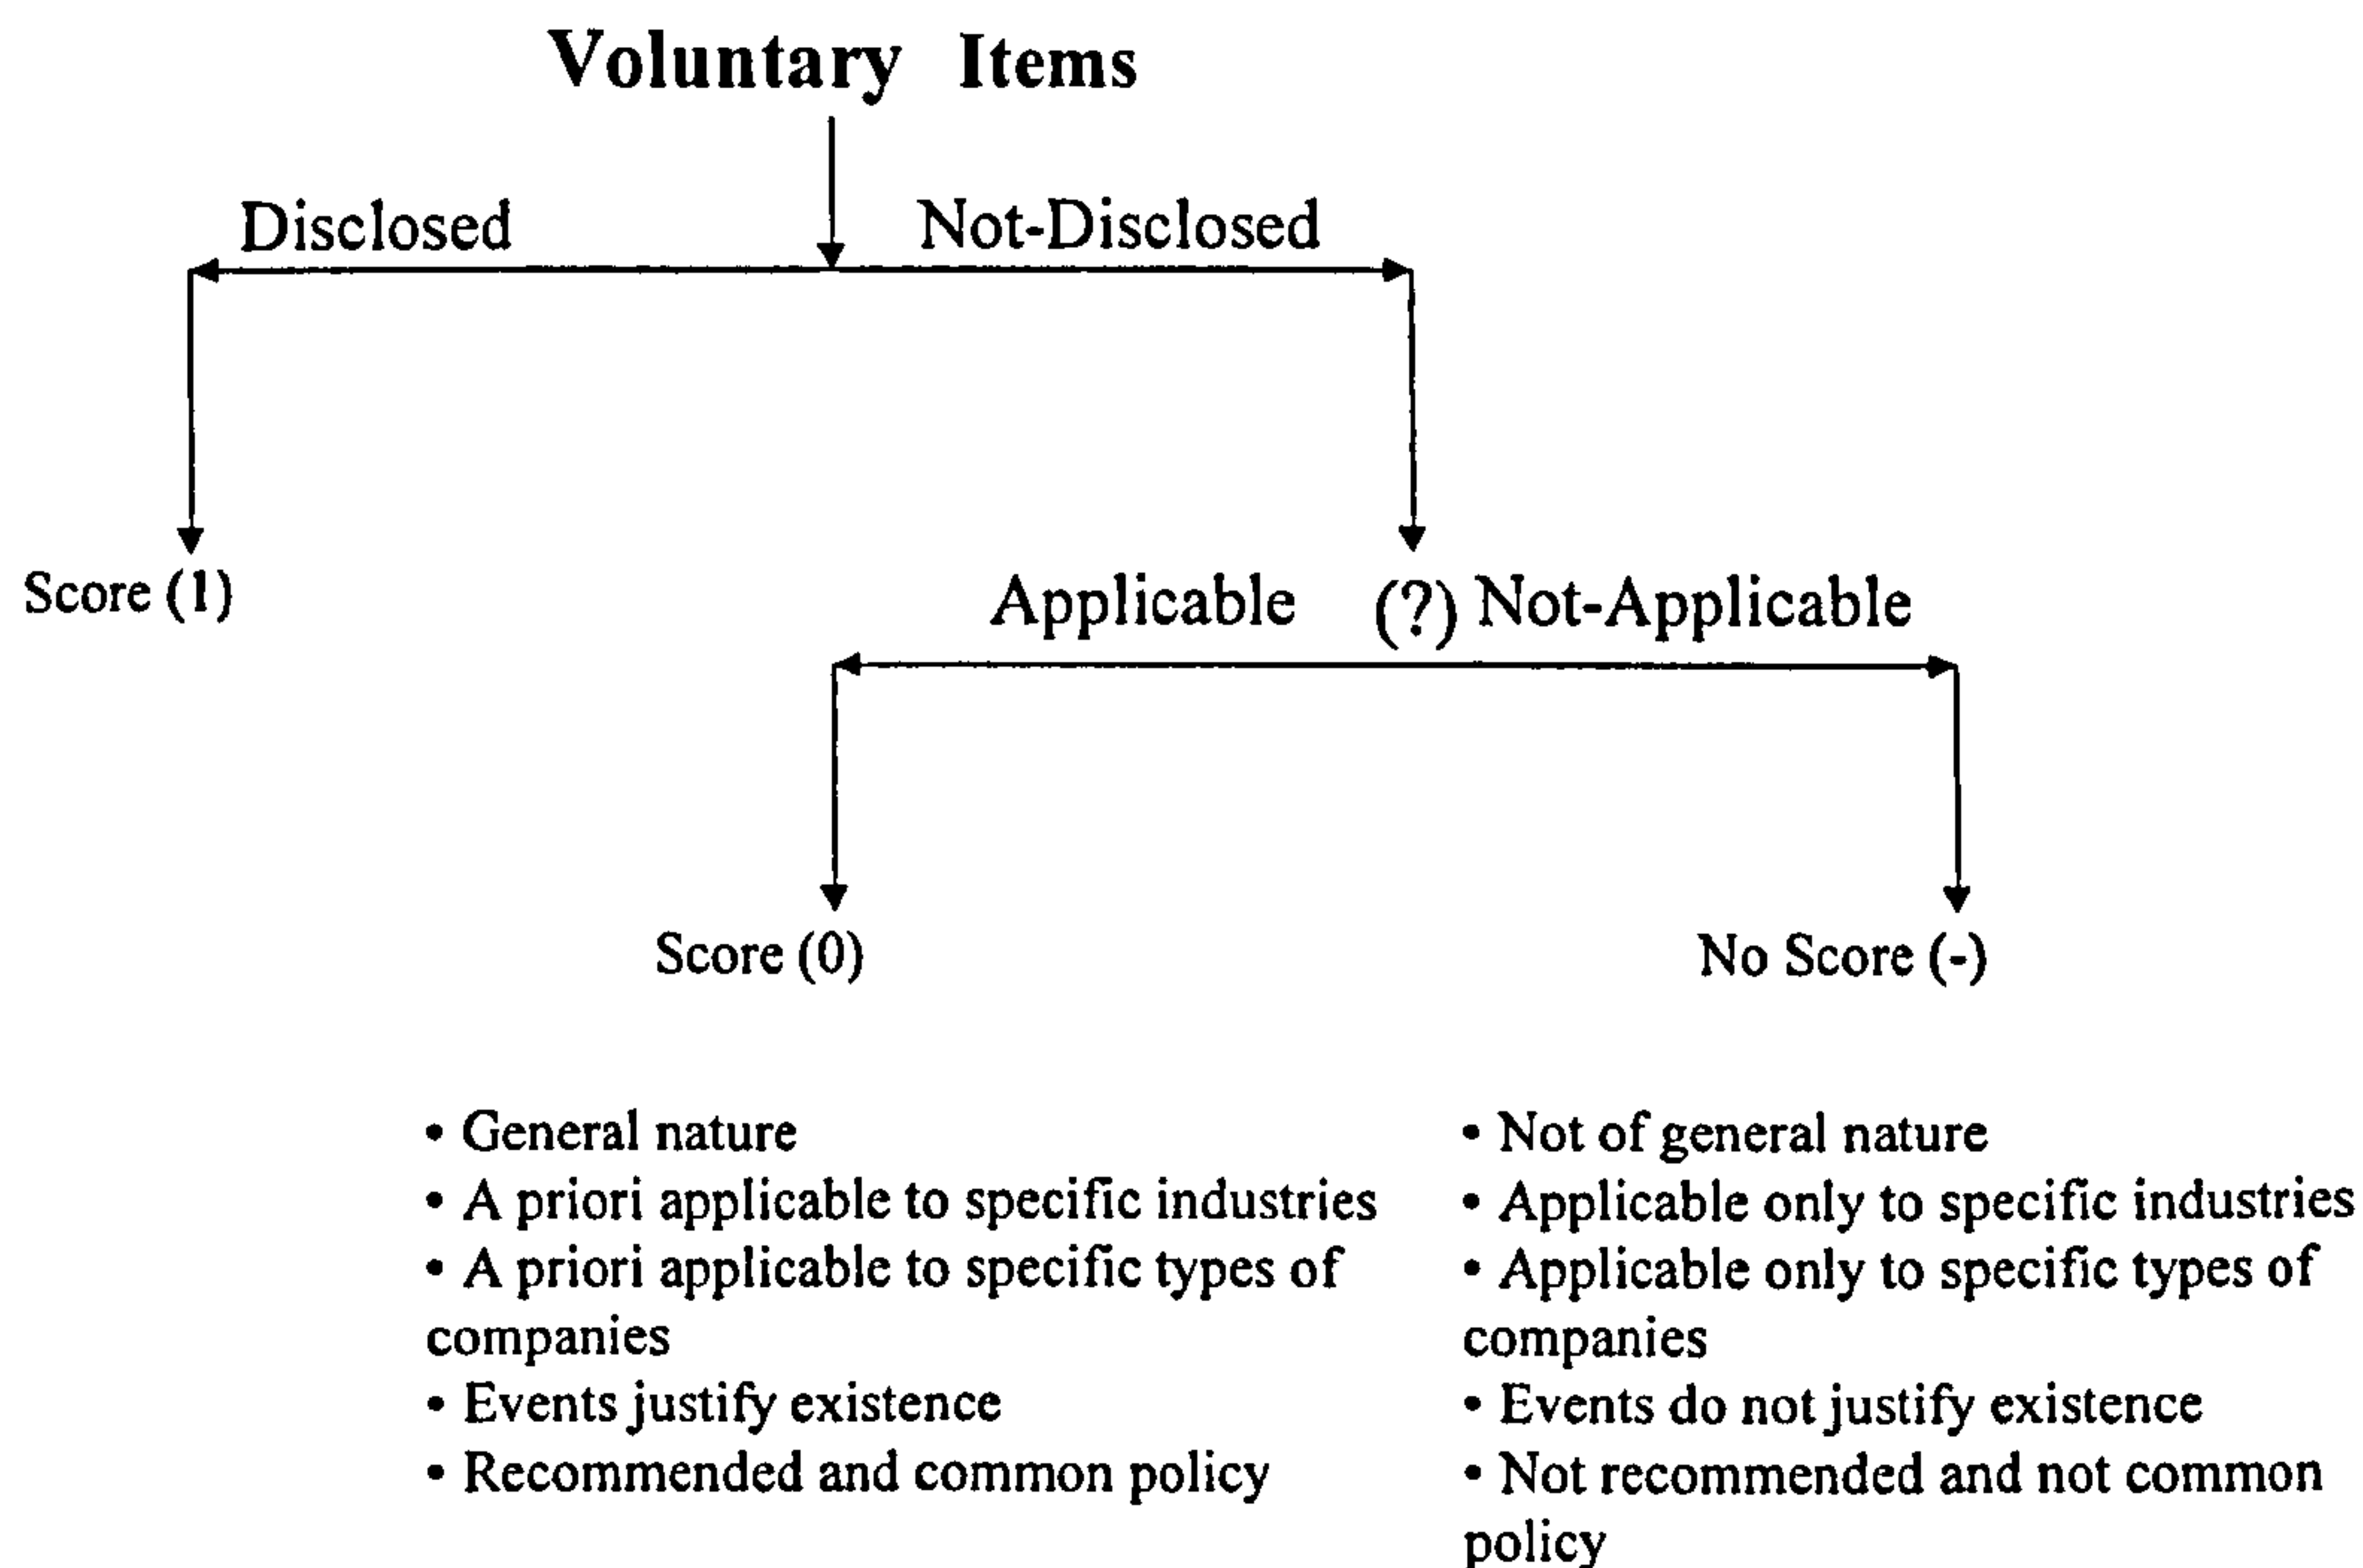 Voluntary Items
Disclosed
Not-Disclosed
Score (1)
Applicable (?) Not-Applicable
Score (0)
No Score (-)
• General nature
• A priori applicable to specific industries
• A priori applicable to specific types of
companies
• Events justify existence
• Recommended and common policy
• Not of general nature
• Applicable only to specific industries
• Applicable only to specific types of
companies
• Events do not justify existence
• Not recommended and not common
policy